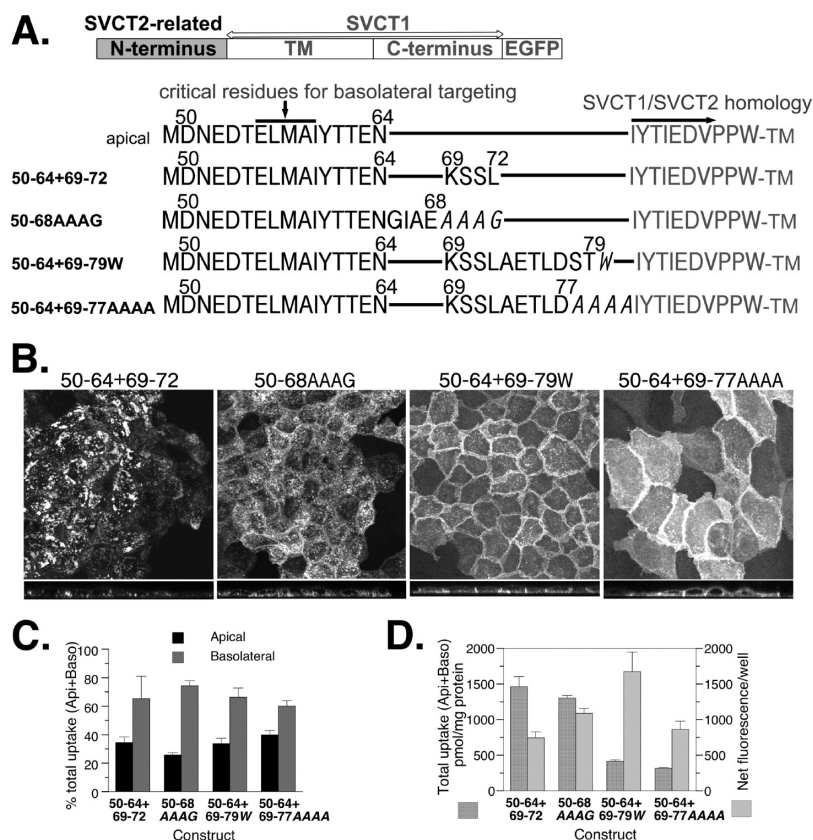 A.
SVCT2-related SVCT1
N-terminus TM C-terminus EGFP
critical residues for basolateral targeting
SVCT1/SVCT2 homology
50 64
apical MDNEDTELMAIYTTEN IYTIEDVPPW-TM
50 64 69 72
50-64+69-72 MDNEDTELMAIYTTEN KSSL IYTIEDVPPW-TM
50 68
50-68AAAG MDNEDTELMAIYTTENGIAEAAAG IYTIEDVPPW-TM
50 64 69 79
50-64+69-79W MDNEDTELMAIYTTEN KSSLAETLDSTW IYTIEDVPPW-TM
50 64 69 77
50-64+69-77AAAA MDNEDTELMAIYTTEN KSSLAETLDAAAAIYTIEDVPPW-TM
B.
50-64+69-72 50-68AAAG 50-64+69-79W 50-64+69-77AAAA
C.
% total uptake (Api+Baso)
100
80
60
40
20
0
Apical
Basolateral
50-64+ 50-68 50-64+ 50-64+
69-72 AAAG 69-79W 69-77AAAA
Construct
D.
Total uptake (Api+Baso)
pmol/mg protein
2000
1500
1000
500
0
2000
1500
1000
500
0
Net fluorescence/well
50-64+ 50-68 50-64+ 50-64+
69-72 AAAG 69-79W 69-77AAAA
Construct